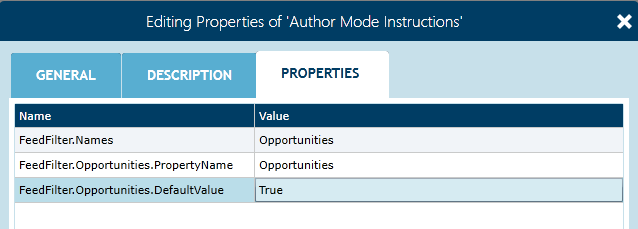 Editing Properties of 'Author Mode Instructions'
GENERAL DESCRIPTION PROPERTIES
Name Value
FeedFilter.Names Opportunities
FeedFilter.Opportunities.PropertyName Opportunities
FeedFilter.Opportunities.DefaultValue True